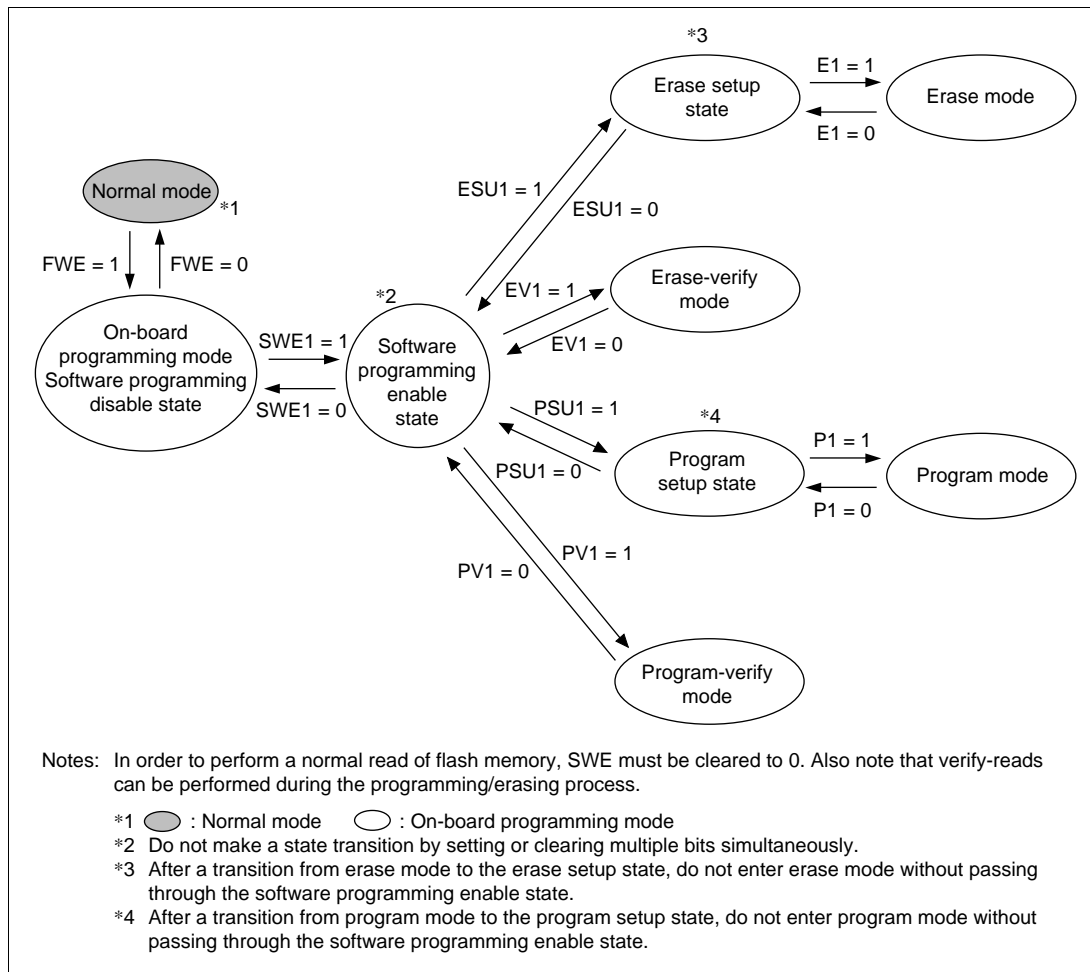 *3
Erase setup
state
E1 = 1
E1 = 0
Erase mode
Normal mode
*1
ESU1 = 1
ESU1 = 0
FWE = 1
FWE = 0
Erase-verify
mode
EV1 = 1
EV1 = 0
*2
On-board
programming mode
Software programming
disable state
SWE1 = 1
SWE1 = 0
Software
programming
enable
state
PSU1 = 1
PSU1 = 0
*4
Program
setup state
P1 = 1
P1 = 0
Program mode
PV1 = 1
PV1 = 0
Program-verify
mode
Notes: In order to perform a normal read of flash memory, SWE must be cleared to 0. Also note that verify-reads
can be performed during the programming/erasing process.
*1 : Normal mode : On-board programming mode
*2 Do not make a state transition by setting or clearing multiple bits simultaneously.
*3 After a transition from erase mode to the erase setup state, do not enter erase mode without passing
through the software programming enable state.
*4 After a transition from program mode to the program setup state, do not enter program mode without
passing through the software programming enable state.